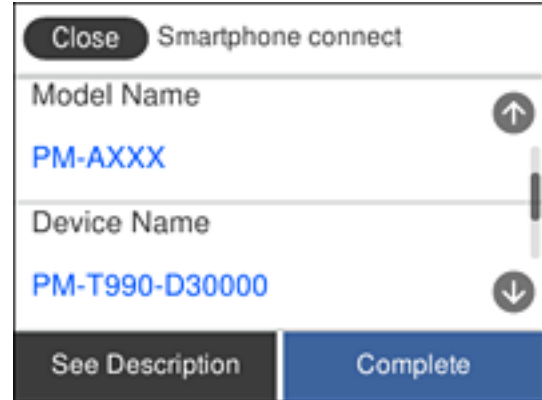 Close Smartphone connect
Model Name
PM-AXXX
Device Name
PM-T990-D30000
See Description Complete